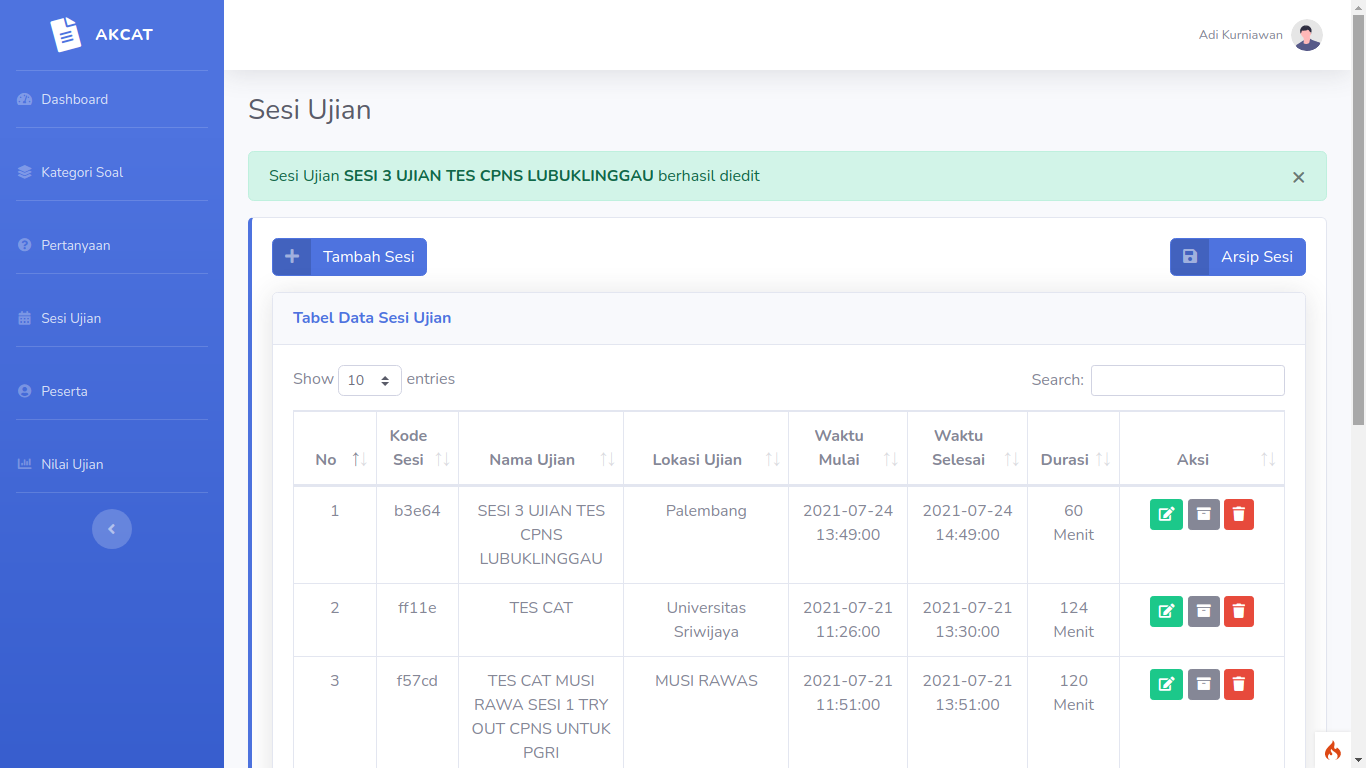 AKCAT
Adi Kurniawan
Dashboard
Kategori Soal
Pertanyaan
Sesi Ujian
Peserta
Nilai Ujian
Sesi Ujian
Sesi Ujian SESI 3 UJIAN TES CPNS LUBUKLINGGAU berhasil diedit ×
Tambah Sesi
Arsip Sesi
Tabel Data Sesi Ujian
Show 10 entries
Search:
No
Kode
Sesi
Nama Ujian
Lokasi Ujian
Waktu
Mulai
Waktu
Selesai
Durasi
Aksi
1
b3e64
SESI 3 UJIAN TES
CPNS
LUBUKLINGGAU
Palembang
2021-07-24
13:49:00
2021-07-24
14:49:00
60
Menit
2
ff11e
TES CAT
Universitas
Sriwijaya
2021-07-21
11:26:00
2021-07-21
13:30:00
124
Menit
3
f57cd
TES CAT MUSI
RAWA SESI 1 TRY
OUT CPNS UNTUK
PGRI
MUSI RAWAS
2021-07-21
11:51:00
2021-07-21
13:51:00
120
Menit